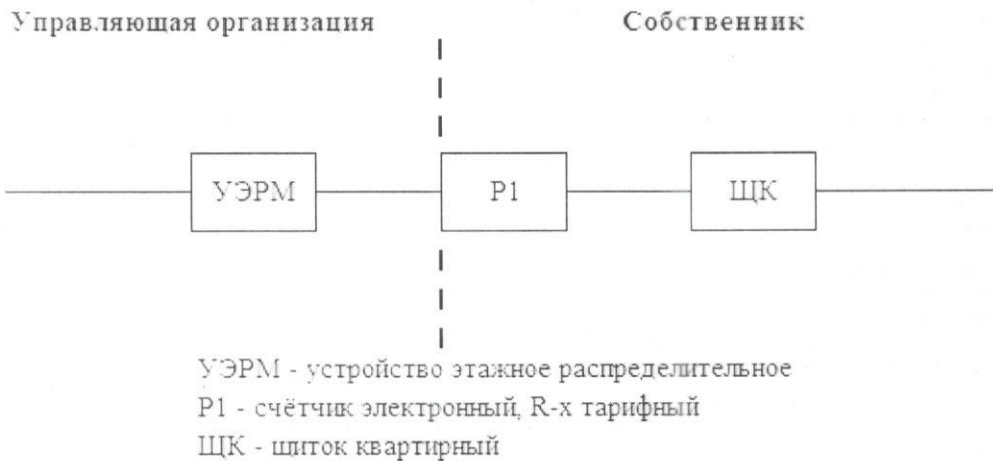 Управляющая организация Собственник
УЭРМ Р1 ЩК
УЭРМ - устройство этажное распределительное
Р1 - счётчик электронный, R-х тарифный
ЩК - щиток квартирный